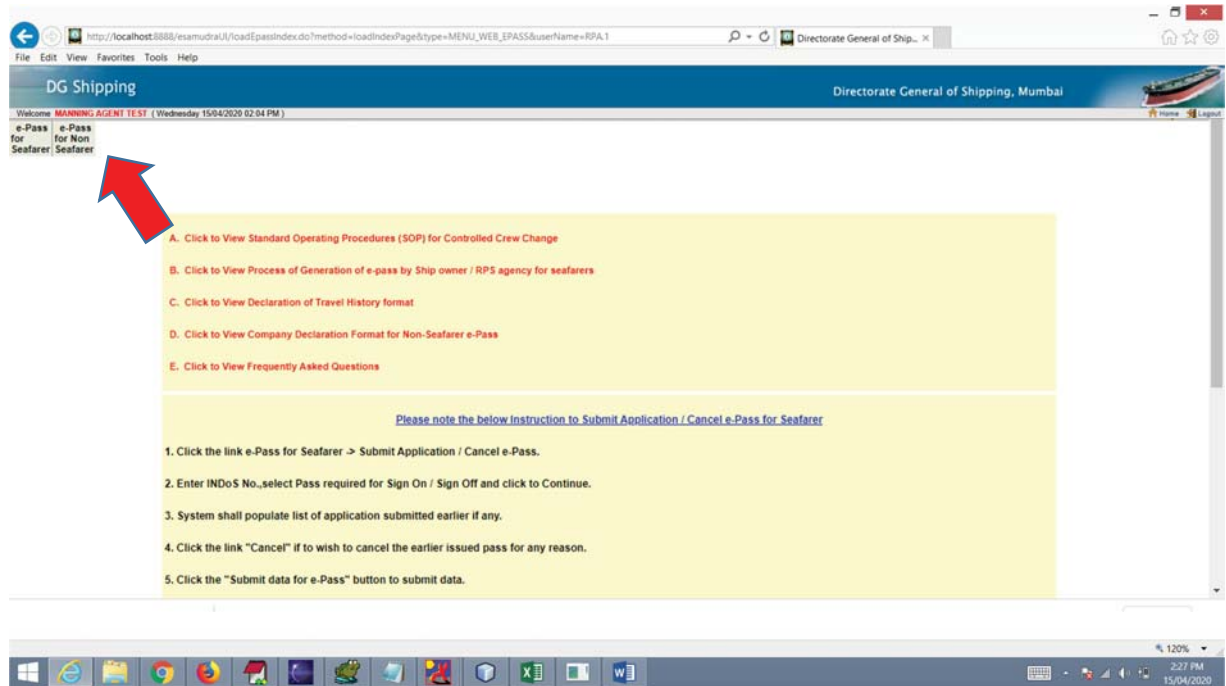 http://localhost:8888/esamudraUI/loadEpassIndex.do?method=loadIndexPage&type=MENU_WEB_EPASS&userName=RPA.1
Directorate General of Ship...
File Edit View Favorites Tools Help
DG Shipping
Directorate General of Shipping, Mumbai
Welcome MANNING AGENT TEST ( Wednesday 15/04/2020 02:04 PM )
Home Logout
e-Pass for Seafarer
e-Pass for Non Seafarer
A. Click to View Standard Operating Procedures (SOP) for Controlled Crew Change
B. Click to View Process of Generation of e-pass by Ship owner / RPS agency for seafarers
C. Click to View Declaration of Travel History format
D. Click to View Company Declaration Format for Non-Seafarer e-Pass
E. Click to View Frequently Asked Questions
Please note the below Instruction to Submit Application / Cancel e-Pass for Seafarer
1. Click the link e-Pass for Seafarer -> Submit Application / Cancel e-Pass.
2. Enter INDoS No.,select Pass required for Sign On / Sign Off and click to Continue.
3. System shall populate list of application submitted earlier if any.
4. Click the link "Cancel" if to wish to cancel the earlier issued pass for any reason.
5. Click the "Submit data for e-Pass" button to submit data.
120%
2:27 PM
15/04/2020